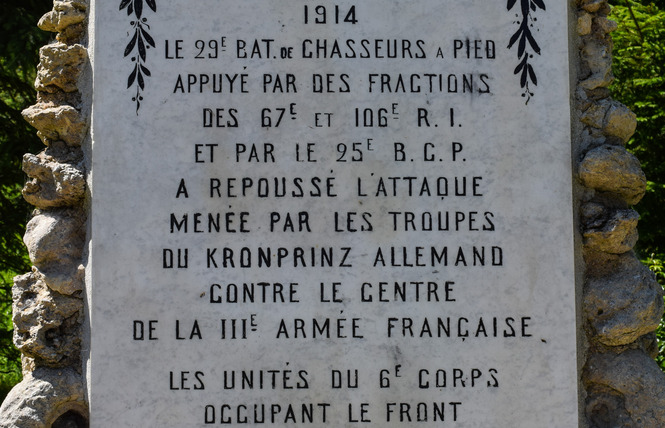 1914
LE 29E BAT. DE CHASSEURS A PIED
APPUYÉ PAR DES FRACTIONS
DES 67E ET 106E R. I.
ET PAR LE 25E B.C.P.
A REPOUSSÉ L'ATTAQUE
MENÉE PAR LES TROUPES
DU KRONPRINZ ALLEMAND
CONTRE LE CENTRE
DE LA IIIE ARMÉE FRANÇAISE.
LES UNITÉS DU 6E CORPS
OCCUPANT LE FRONT